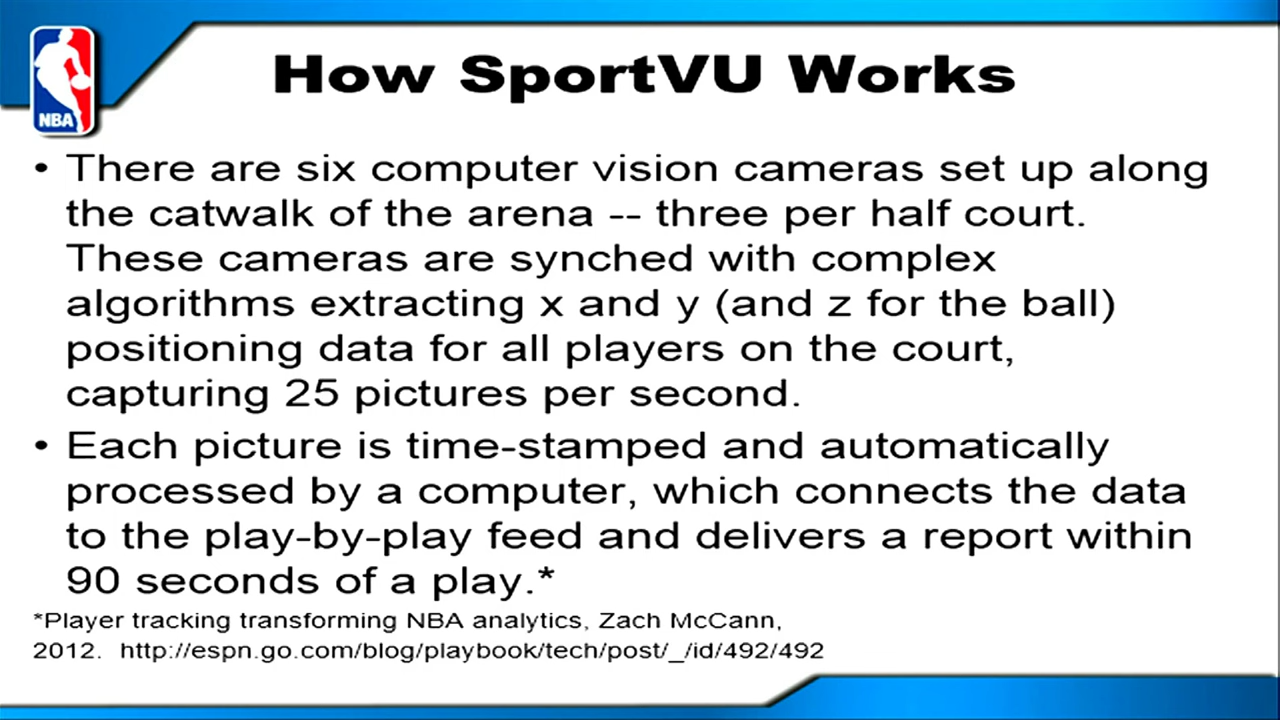 How SportVU Works
NBA
• There are six computer vision cameras set up along
the catwalk of the arena -- three per half court.
These cameras are synched with complex
algorithms extracting x and y (and z for the ball)
positioning data for all players on the court,
capturing 25 pictures per second.
• Each picture is time-stamped and automatically
processed by a computer, which connects the data
to the play-by-play feed and delivers a report within
90 seconds of a play.*
*Player tracking transforming NBA analytics, Zach McCann,
2012. http://espn.go.com/blog/playbook/tech/post/_/id/492/492